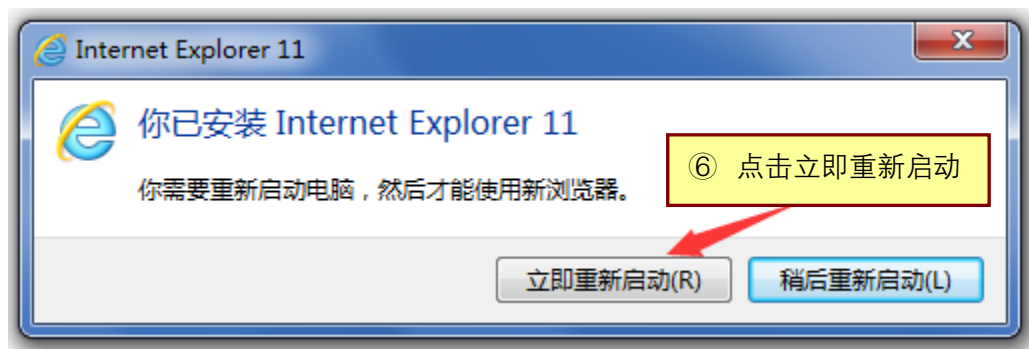 Internet Explorer 11
你已安装 Internet Explorer 11
⑥ 点击立即重新启动
你需要重新启动电脑，然后才能使用新浏览器。
立即重新启动(R)
稍后重新启动(L)